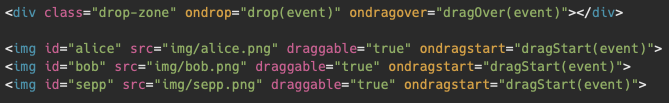 <div class="drop-zone" ondrop="drop(event)" ondragover="dragOver(event)"></div>
<img id="alice" src="img/alice.png" draggable="true" ondragstart="dragStart(event)">
<img id="bob" src="img/bob.png" draggable="true" ondragstart="dragStart(event)">
<img id="sepp" src="img/sepp.png" draggable="true" ondragstart="dragStart(event)">